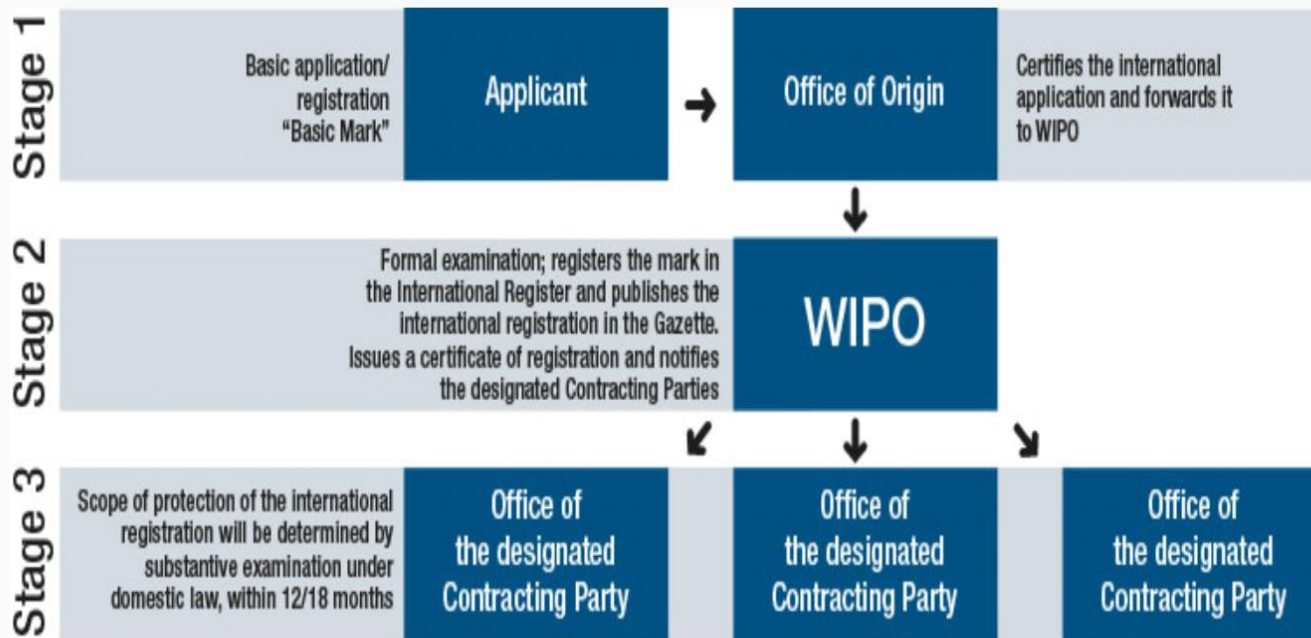 Stage 1
Basic application/
registration
“Basic Mark”
Applicant
Office of Origin
Certifies the international
application and forwards it
to WIPO
Stage 2
Formal examination; registers the mark in
the International Register and publishes the
international registration in the Gazette.
Issues a certificate of registration and notifies
the designated Contracting Parties
WIPO
Stage 3
Scope of protection of the international
registration will be determined by
substantive examination under
domestic law, within 12/18 months
Office of
the designated
Contracting Party
Office of
the designated
Contracting Party
Office of
the designated
Contracting Party